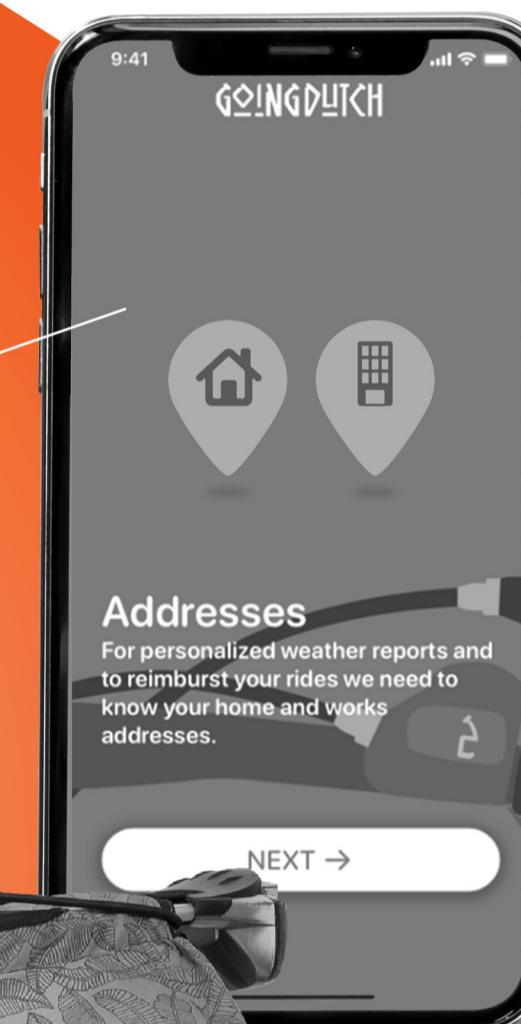 9:41
GOINGDUTCH
Addresses
For personalized weather reports and
to reimburst your rides we need to
know your home and works
addresses.
2
NEXT →